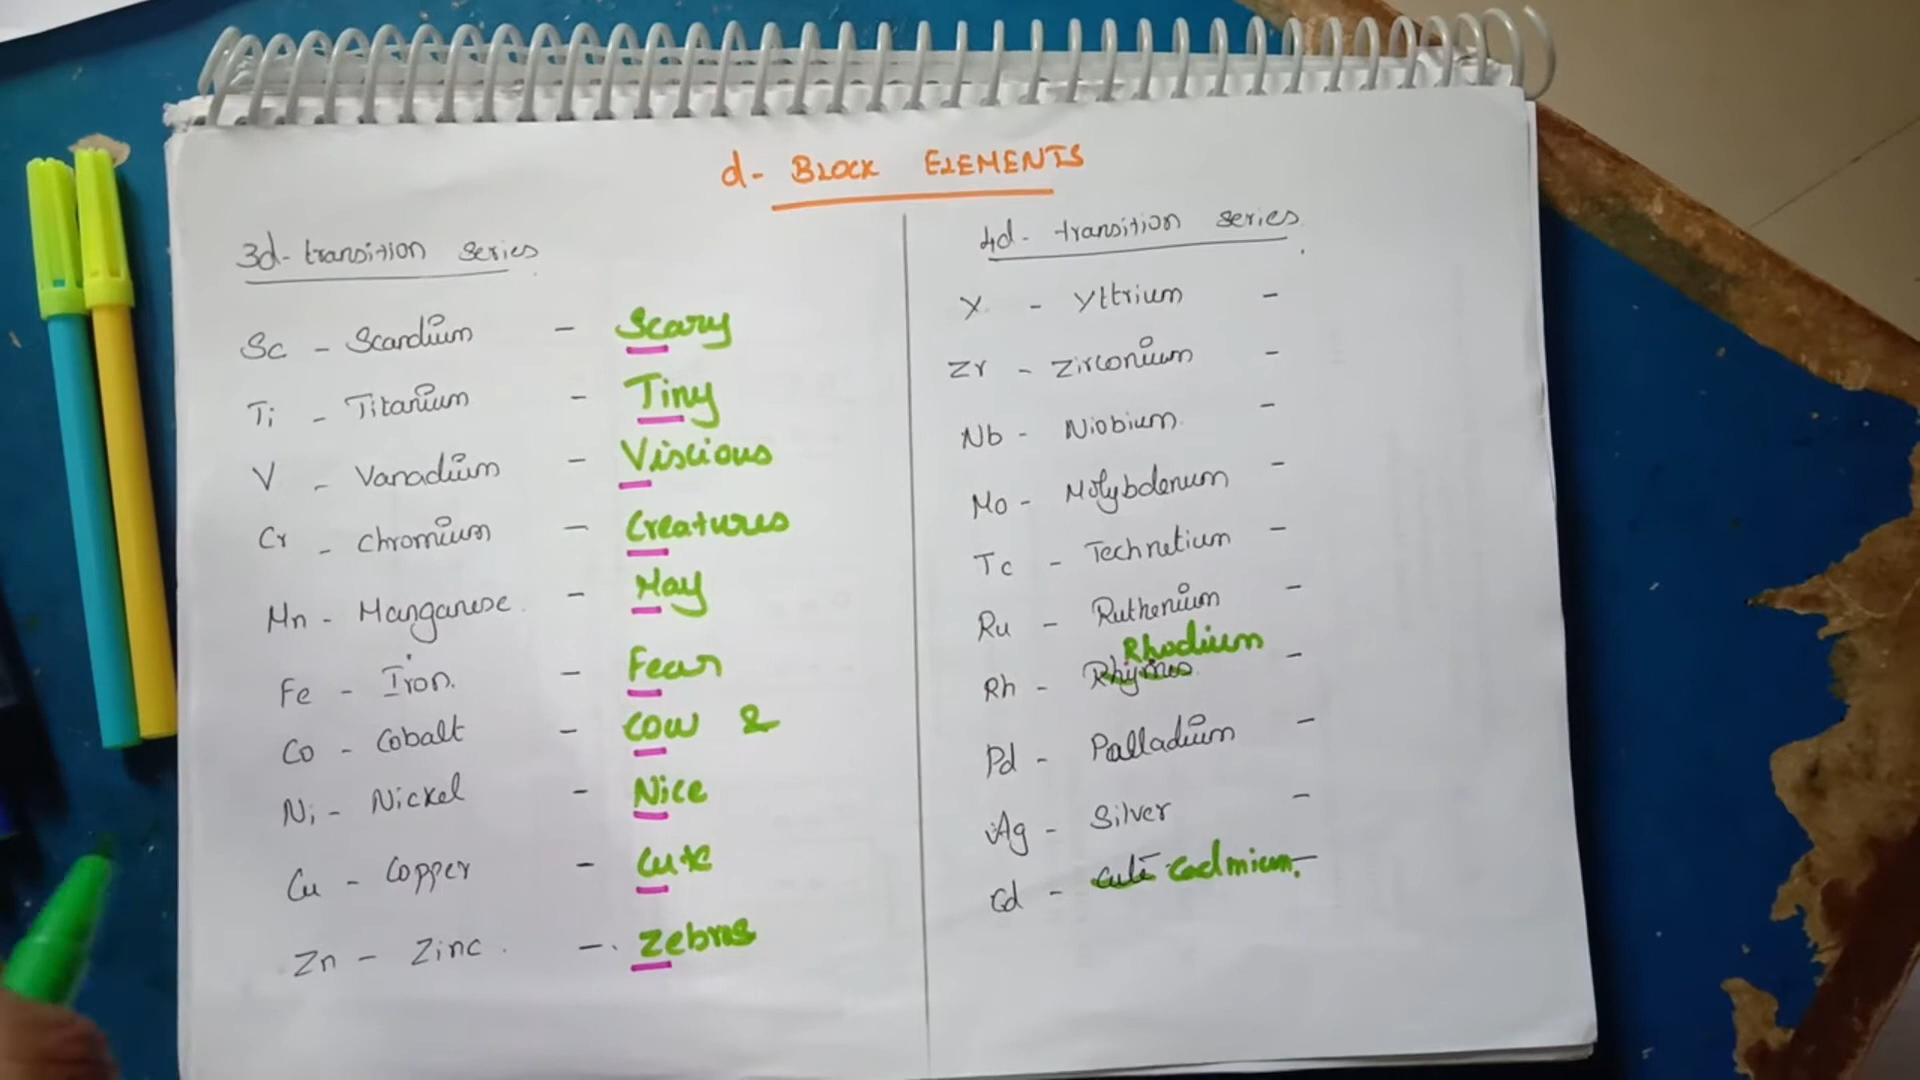 d- BLOCK ELEMENTS
3d- transition series
Sc - Scandium - Scary
Ti - Titanium - Tiny
V - Vanadium - Viscious
Cr - chromium - Creatures
Mn - Manganese. - May
Fe - Iron. - Fear
Co - Cobalt - Cow &
Ni - Nickel - Nice
Cu - Copper - Cute
Zn - Zinc. - Zebras
4d- transition series
Y - Yttrium -
Zr - Zirconium -
Nb - Niobium. -
Mo - Molybdenum -
Tc - Technetium -
Ru - Ruthenium -
Rhodium
Rh - Rhymes -
Pd - Palladium -
Ag - Silver -
Cd - cute Cadmium. -